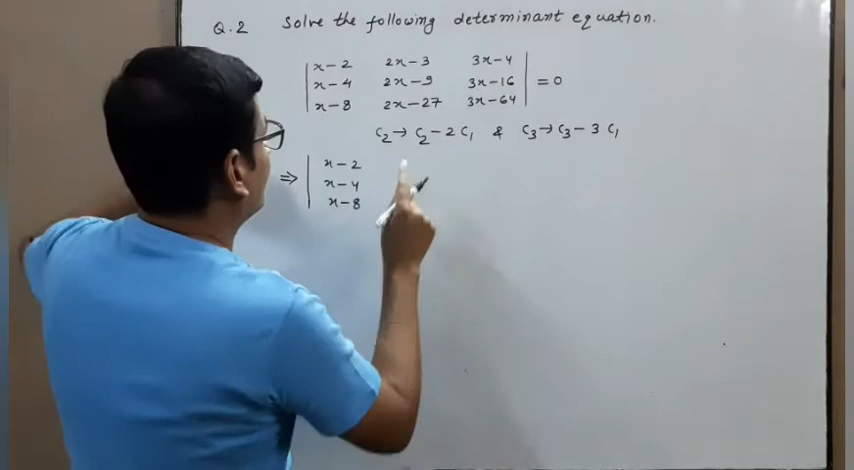 Q.2 Solve the following determinant equation.
| x-2 2x-3 3x-4 |
| x-4 2x-9 3x-16 | = 0
| x-8 2x-27 3x-64 |
C₂ → C₂ - 2C₁ & C₃ → C₃ - 3C₁
| x-2
⇒ | x-4
| x-8